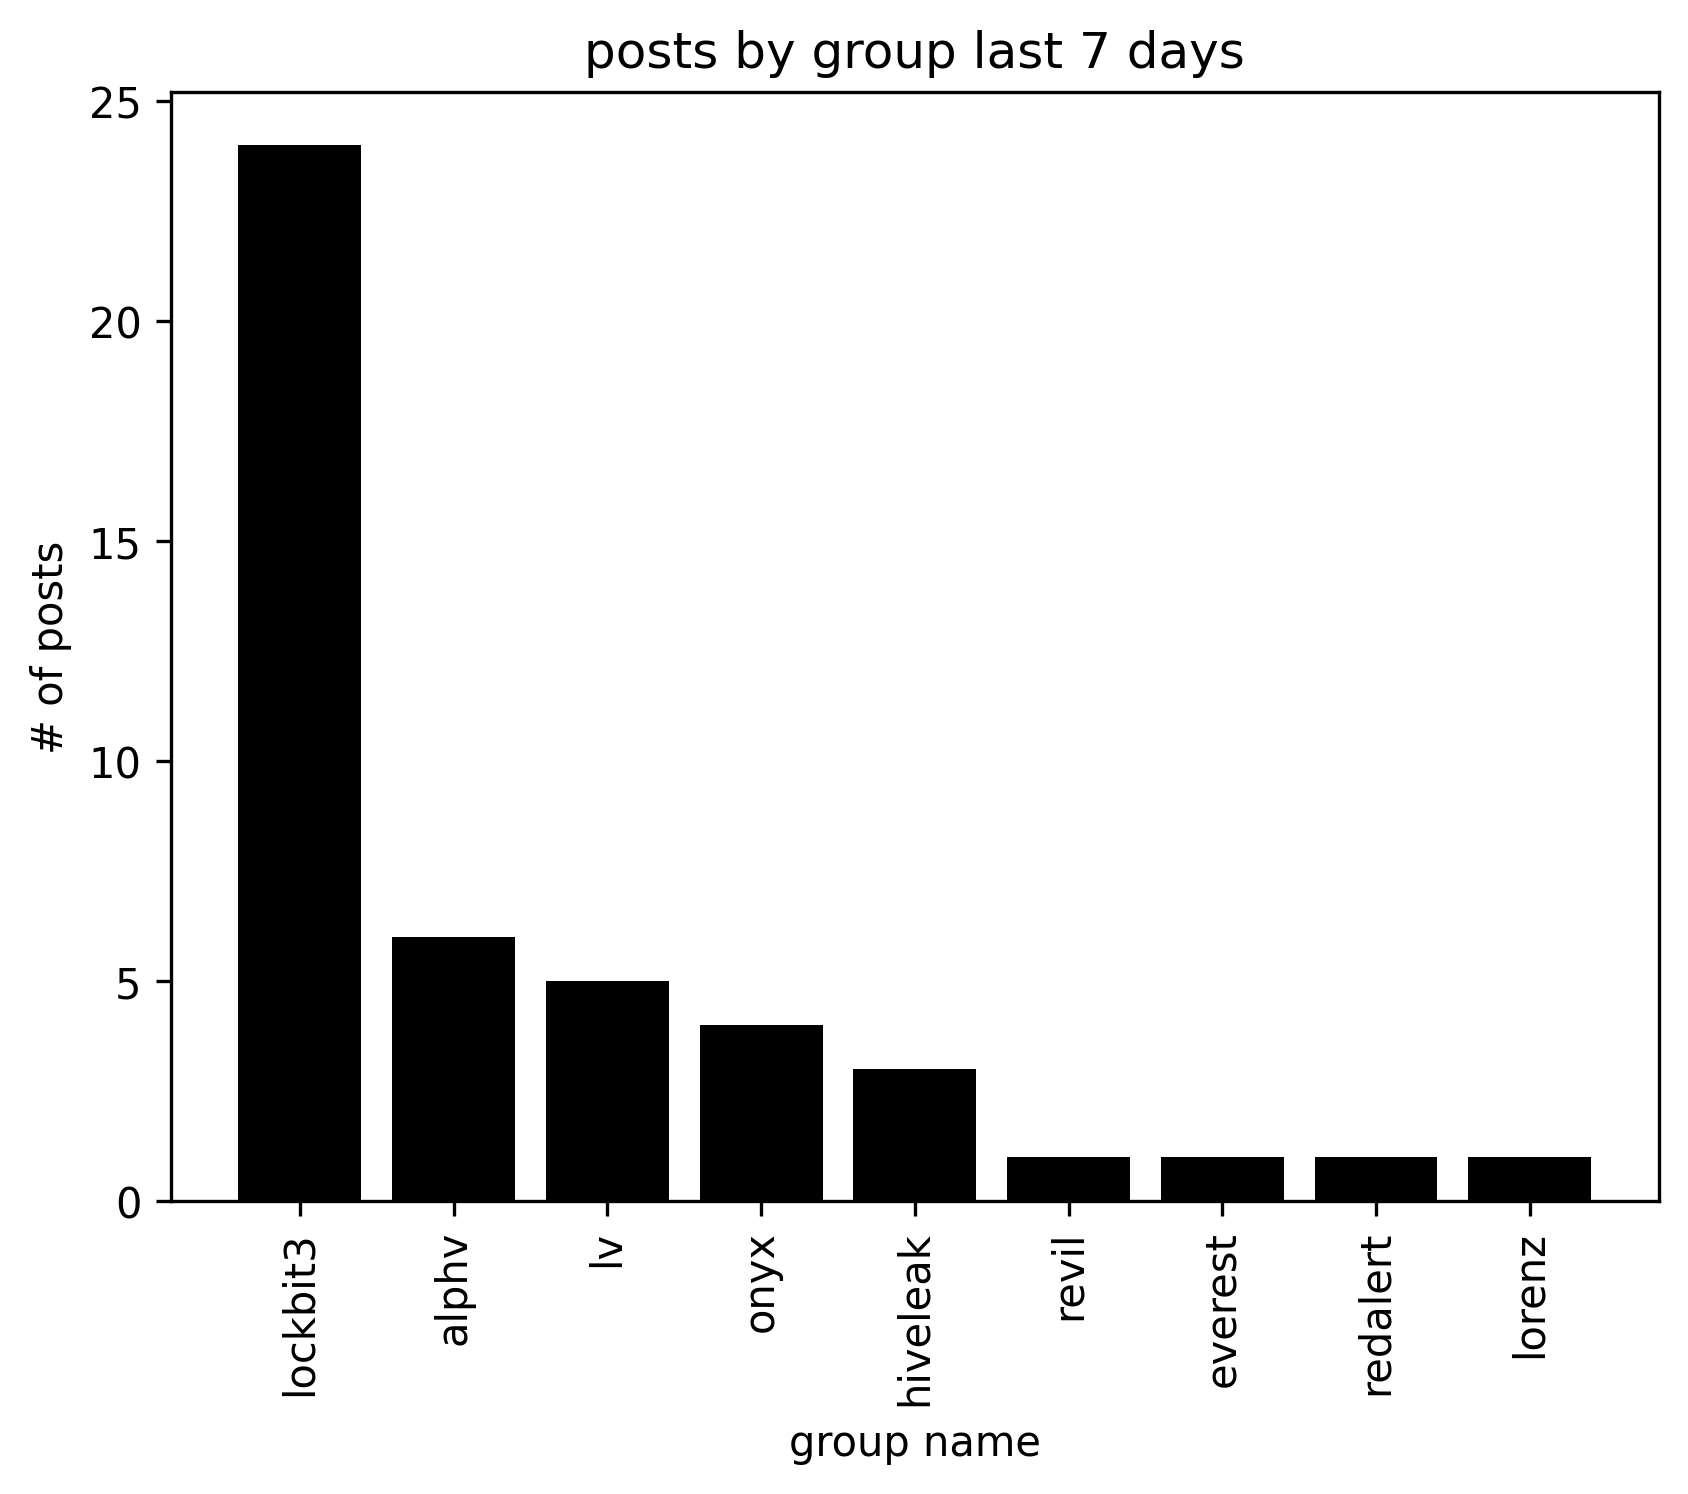 posts by group last 7 days
25
20
15
10
5
0
# of posts
lockbit3
alphv
lv
onyx
hiveleak
revil
everest
redalert
lorenz
group name